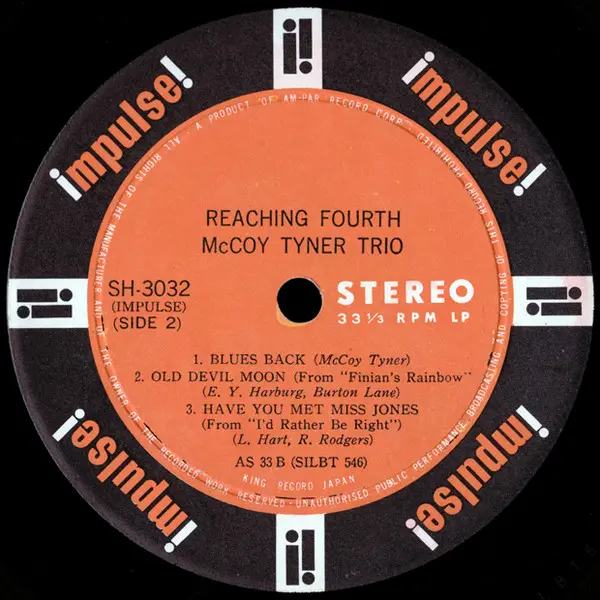 impulse!
impulse!
· A PRODUCT OF AM-PAR RECORD CORP. ·
REACHING FOURTH
McCOY TYNER TRIO
SH-3032
(IMPULSE)
(SIDE 2)
STEREO
33 1/3 RPM LP
1. BLUES BACK (McCoy Tyner)
2. OLD DEVIL MOON (From "Finian's Rainbow"
(E. Y. Harburg, Burton Lane)
3. HAVE YOU MET MISS JONES
(From "I'd Rather Be Right")
(L. Hart, R. Rodgers)
AS 33 B (SILBT 546)
KING RECORD JAPAN
ALL RIGHTS OF THE MANUFACTURER AND OF THE OWNER OF THE RECORDED WORK RESERVED-UNAUTHORISED PUBLIC PERFORMANCE, BROADCASTING AND COPYING OF THIS RECORD PROHIBITED
impulse!
impulse!
impulse!
impulse!